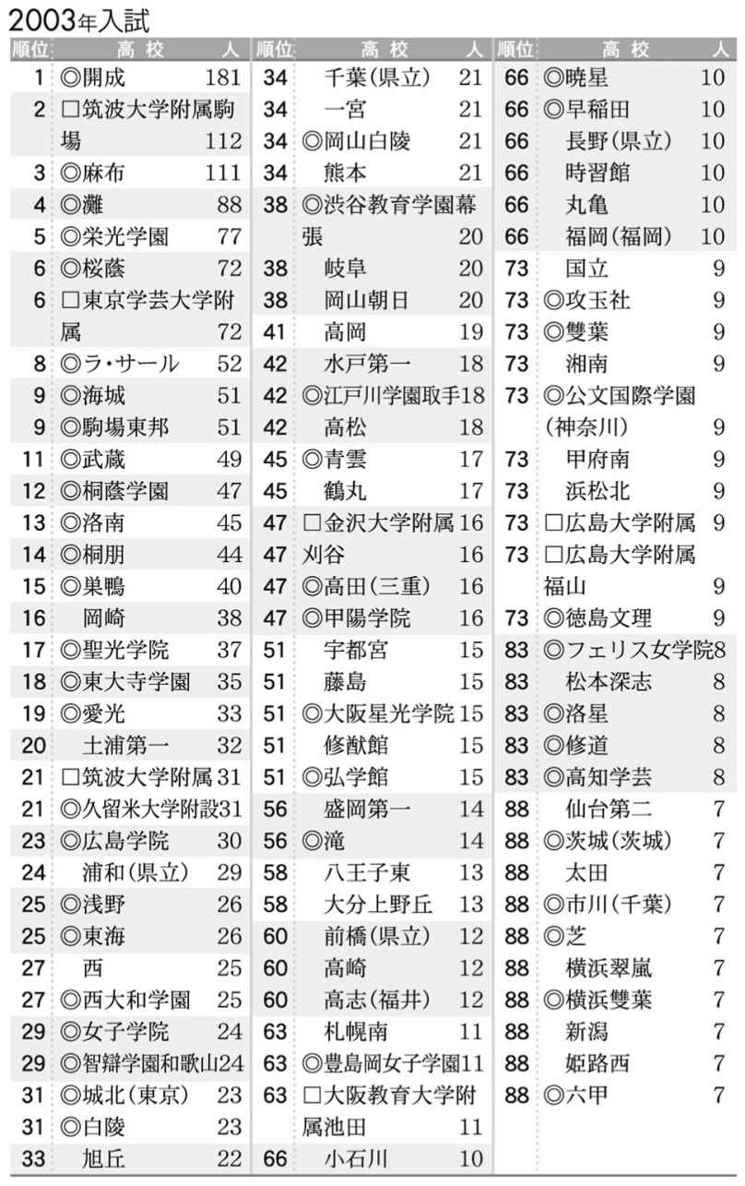 2003年入試
順位 高校 人
1 ◎開成 181
2 □筑波大学附属駒
場 112
3 ◎麻布 111
4 ◎灘 88
5 ◎栄光学園 77
6 ◎桜蔭 72
6 □東京学芸大学附
属 72
8 ◎ラ・サール 52
9 ◎海城 51
9 ◎駒場東邦 51
11 ◎武蔵 49
12 ◎桐蔭学園 47
13 ◎洛南 45
14 ◎桐朋 44
15 ◎巣鴨 40
16 岡崎 38
17 ◎聖光学院 37
18 ◎東大寺学園 35
19 ◎愛光 33
20 土浦第一 32
21 □筑波大学附属 31
21 ◎久留米大学附設 31
23 ◎広島学院 30
24 浦和(県立) 29
25 ◎浅野 26
25 ◎東海 26
27 西 25
27 ◎西大和学園 25
29 ◎女子学院 24
29 ◎智辯学園和歌山 24
31 ◎城北(東京) 23
31 ◎白陵 23
33 旭丘 22
順位 高校 人
34 千葉(県立) 21
34 一宮 21
34 ◎岡山白陵 21
34 熊本 21
38 ◎渋谷教育学園幕
張 20
38 岐阜 20
38 岡山朝日 20
41 高岡 19
42 水戸第一 18
42 ◎江戸川学園取手 18
42 高松 18
45 ◎青雲 17
45 鶴丸 17
47 □金沢大学附属 16
47 刈谷 16
47 ◎高田(三重) 16
47 ◎甲陽学院 16
51 宇都宮 15
51 藤島 15
51 ◎大阪星光学院 15
51 修猷館 15
51 ◎弘学館 15
56 盛岡第一 14
56 ◎滝 14
58 八王子東 13
58 大分上野丘 13
60 前橋(県立) 12
60 高崎 12
60 高志(福井) 12
63 札幌南 11
63 ◎豊島岡女子学園 11
63 □大阪教育大学附
属池田 11
66 小石川 10
順位 高校 人
66 ◎暁星 10
66 ◎早稲田 10
66 長野(県立) 10
66 時習館 10
66 丸亀 10
66 福岡(福岡) 10
73 国立 9
73 ◎攻玉社 9
73 ◎雙葉 9
73 湘南 9
73 ◎公文国際学園
(神奈川) 9
73 甲府南 9
73 浜松北 9
73 □広島大学附属 9
73 □広島大学附属
福山 9
73 ◎徳島文理 9
83 ◎フェリス女学院 8
83 松本深志 8
83 ◎洛星 8
83 ◎修道 8
83 ◎高知学芸 8
88 仙台第二 7
88 ◎茨城(茨城) 7
88 太田 7
88 ◎市川(千葉) 7
88 ◎芝 7
88 横浜翠嵐 7
88 ◎横浜雙葉 7
88 新潟 7
88 姫路西 7
88 ◎六甲 7